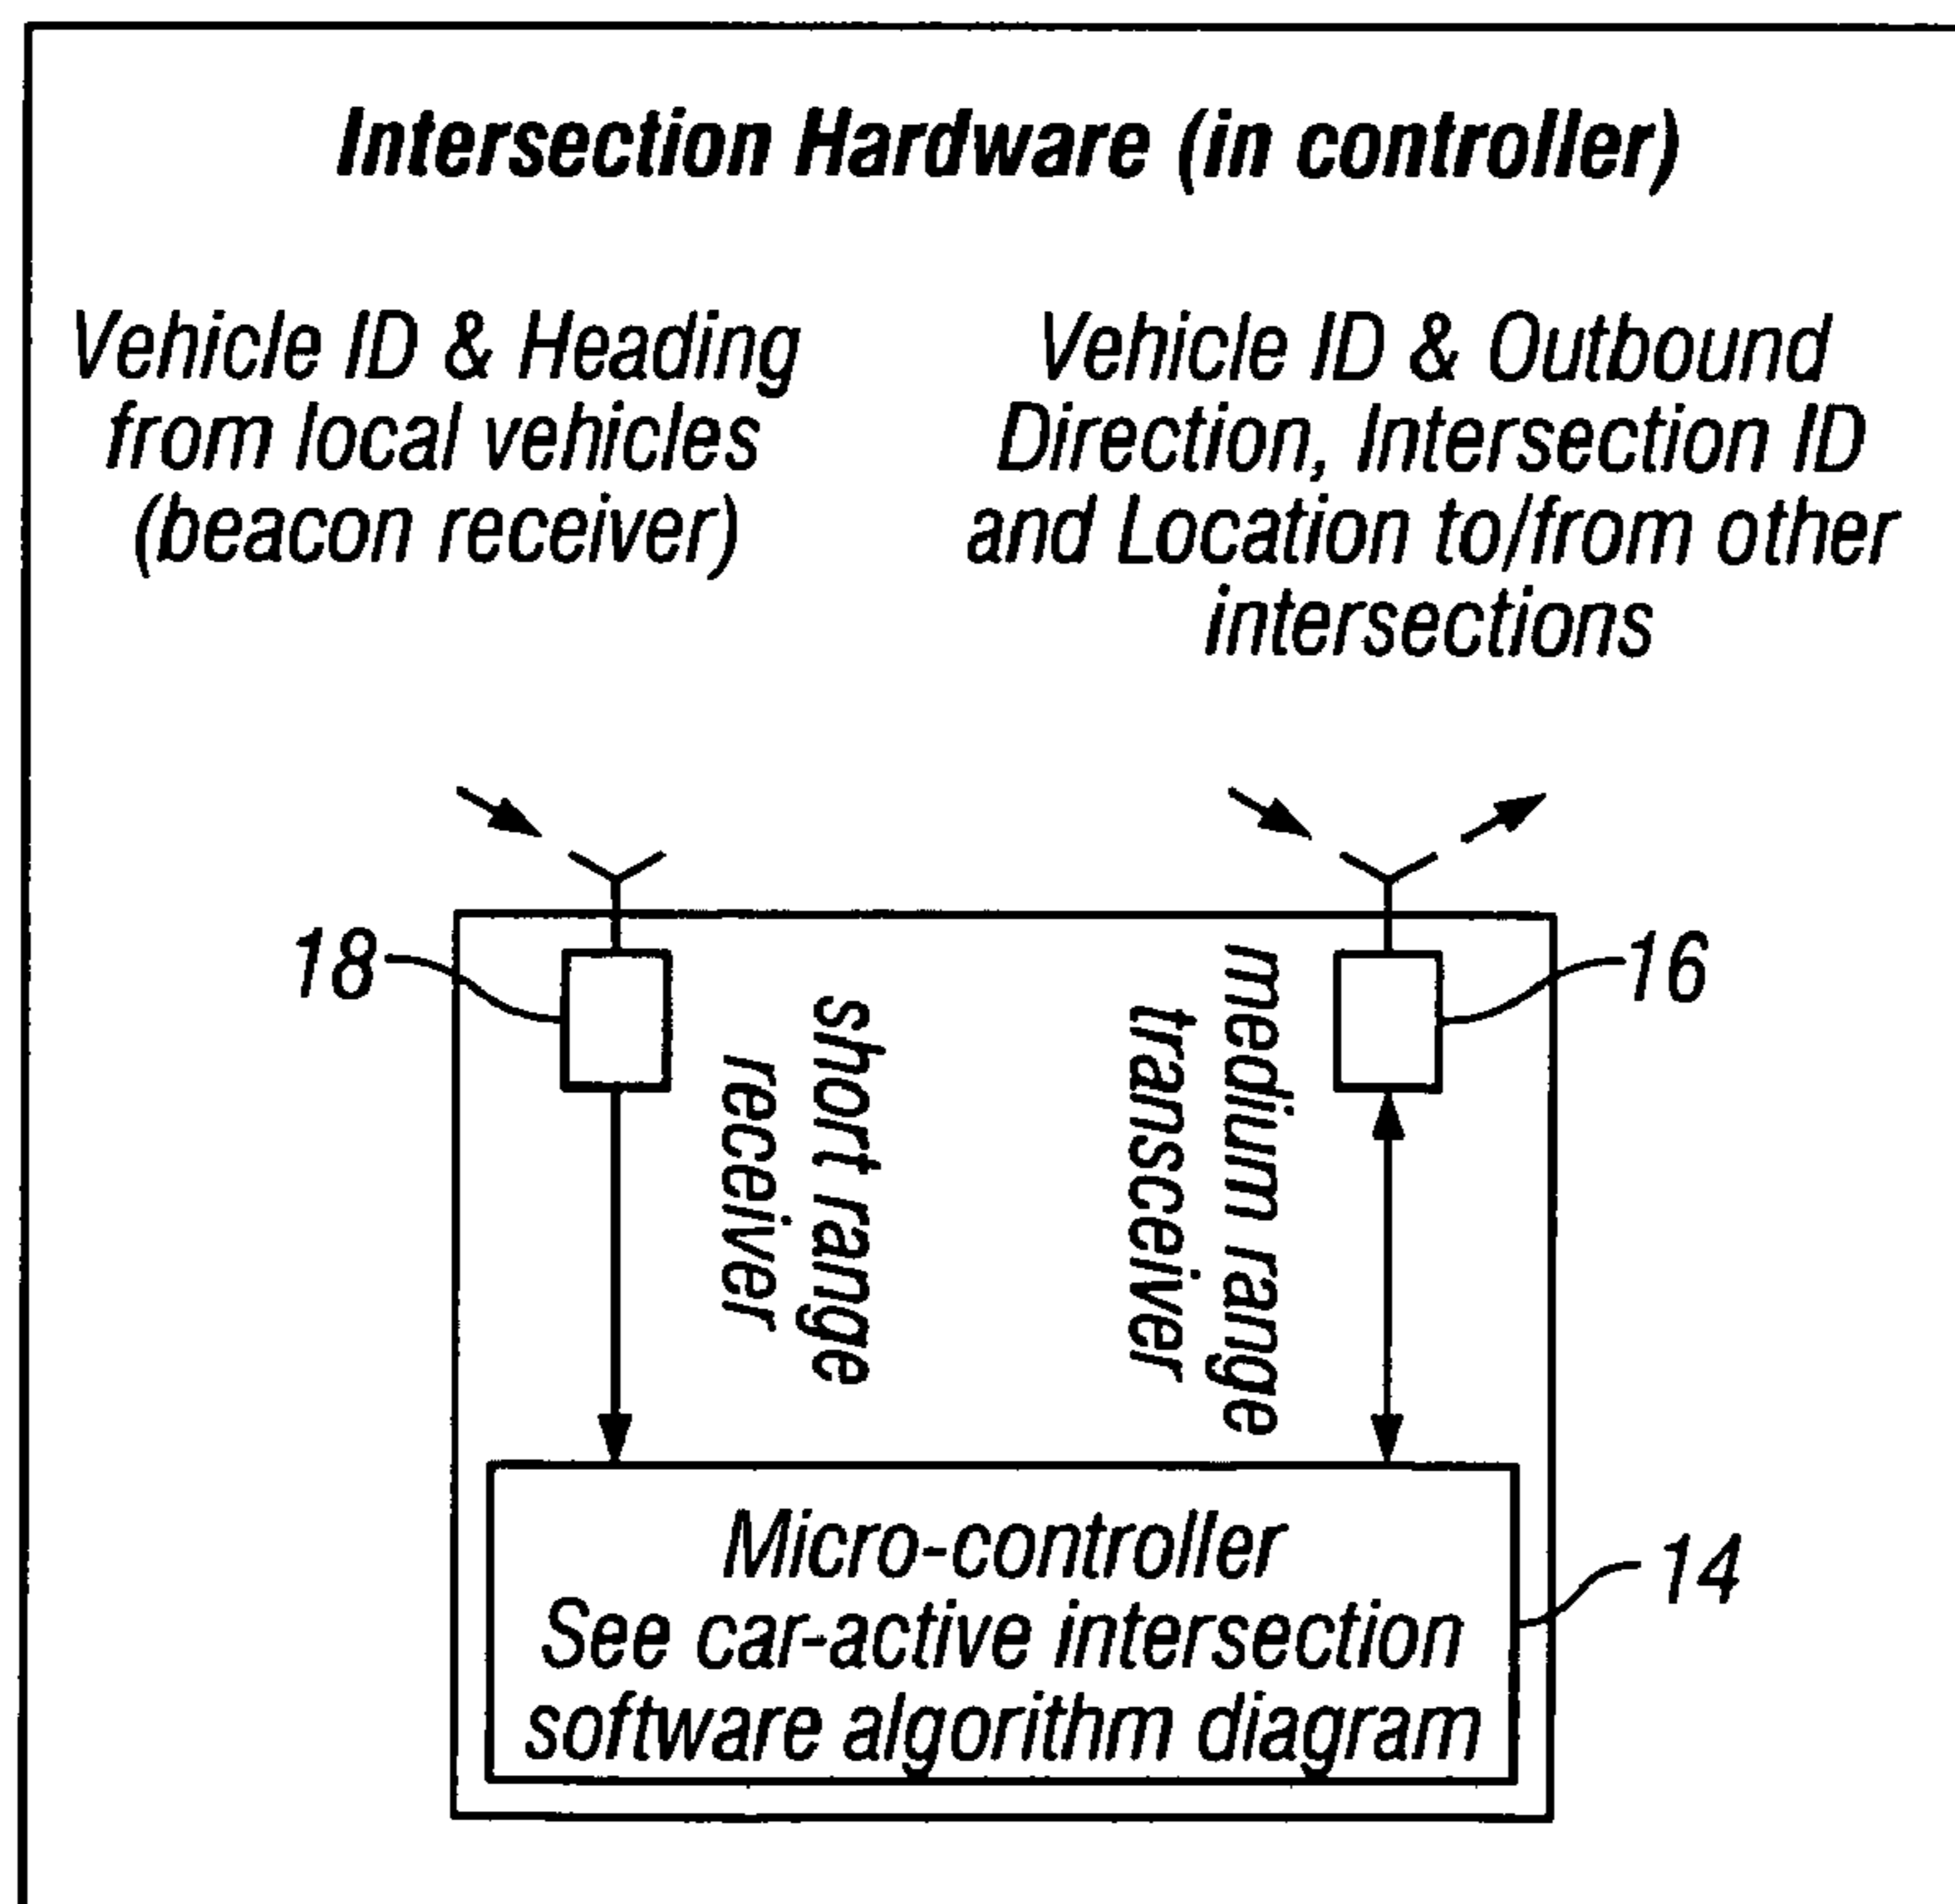 Intersection Hardware (in controller)
Vehicle ID & Heading
from local vehicles
(beacon receiver)
Vehicle ID & Outbound
Direction, Intersection ID
and Location to/from other
intersections
18
short range
receiver
medium range
transceiver
16
Micro-controller
See car-active intersection
software algorithm diagram
14